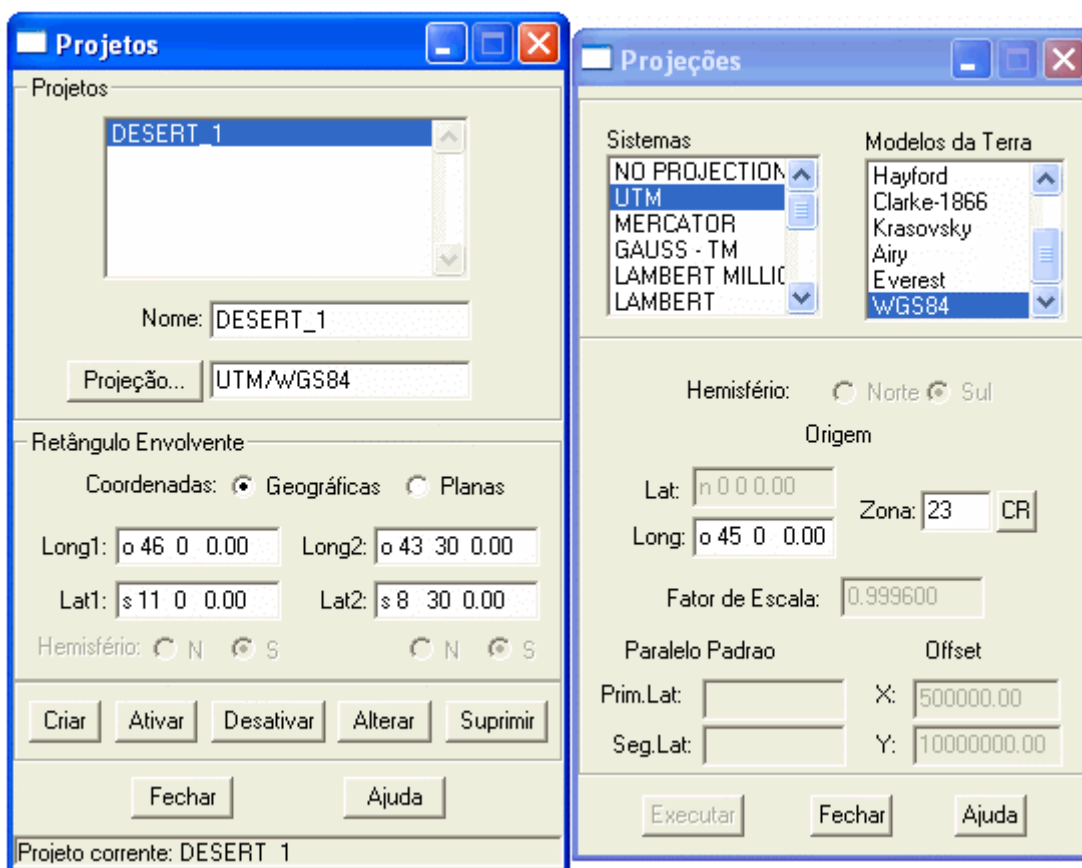 Projetos
Projetos
DESERT_1
Nome: DESERT_1
Projeção... UTM/WGS84
Retângulo Envolvente
Coordenadas: Geográficas Planas
Long1: o 46 0 0.00 Long2: o 43 30 0.00
Lat1: s 11 0 0.00 Lat2: s 8 30 0.00
Hemisfério: N S N S
Criar Ativar Desativar Alterar Suprimir
Fechar Ajuda
Projeto corrente: DESERT_1
Projeções
Sistemas
NO PROJECTION
UTM
MERCATOR
GAUSS - TM
LAMBERT MILLIO
LAMBERT
Modelos da Terra
Hayford
Clarke-1866
Krasovsky
Airy
Everest
WGS84
Hemisfério: Norte Sul
Origem
Lat: n 0 0 0.00
Long: o 45 0 0.00
Zona: 23 CR
Fator de Escala: 0.999600
Paralelo Padrao Offset
Prim.Lat: X: 500000.00
Seg.Lat: Y: 10000000.00
Executar Fechar Ajuda